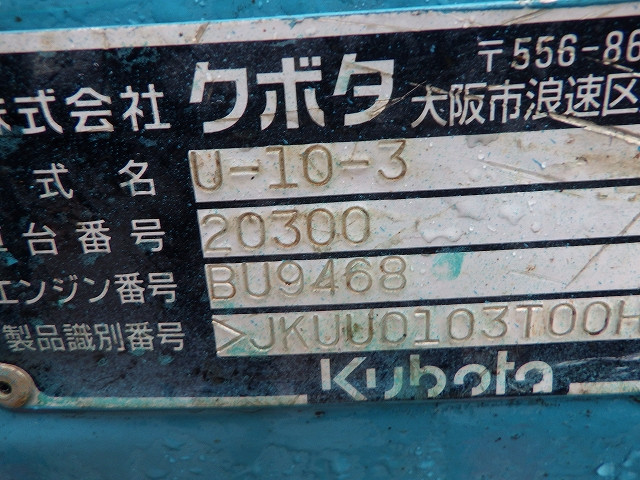 〒556-86
株式会社 クボタ 大阪市浪速区
式名 U-10-3
台番号 20300
エンジン番号 BU9468
製品識別番号 >JKUU0103T00H
Kubota